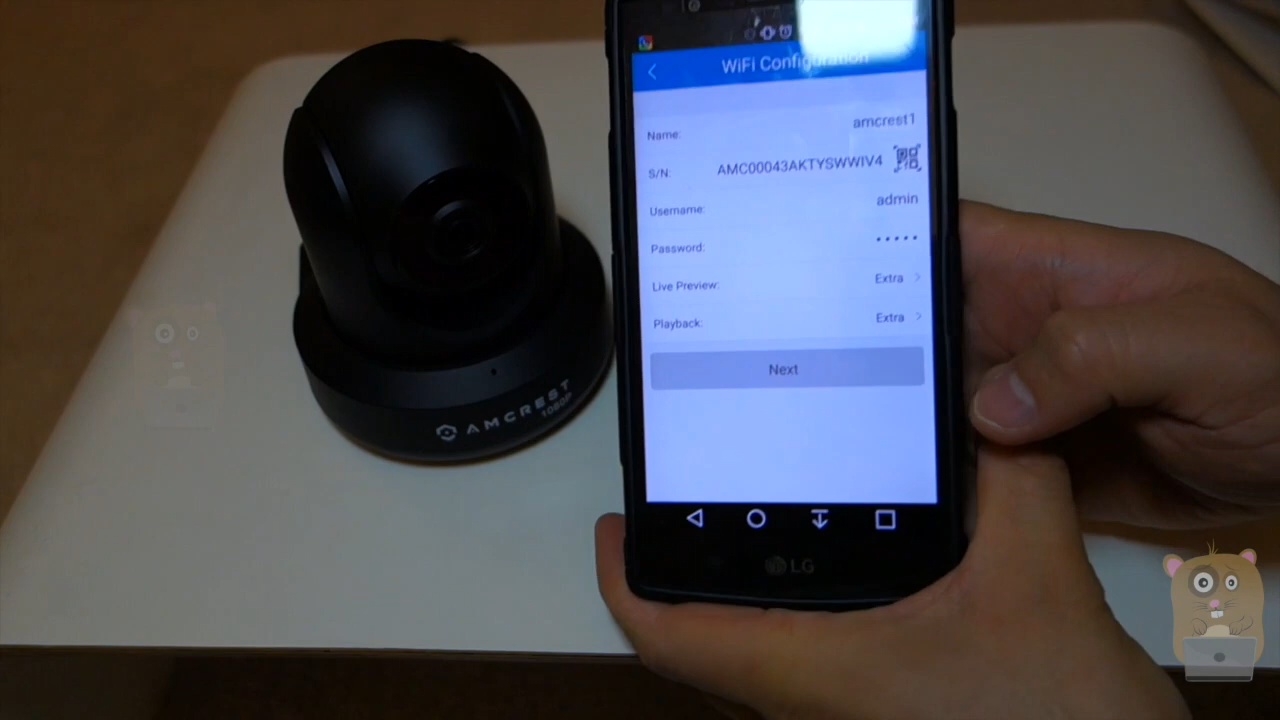 WiFi Configuration
Name: amcrest1
S/N: AMC00043AKTYSWWIV4
Username: admin
Password: •••••
Live Preview: Extra
Playback: Extra
Next
AMCREST
1080P
LG